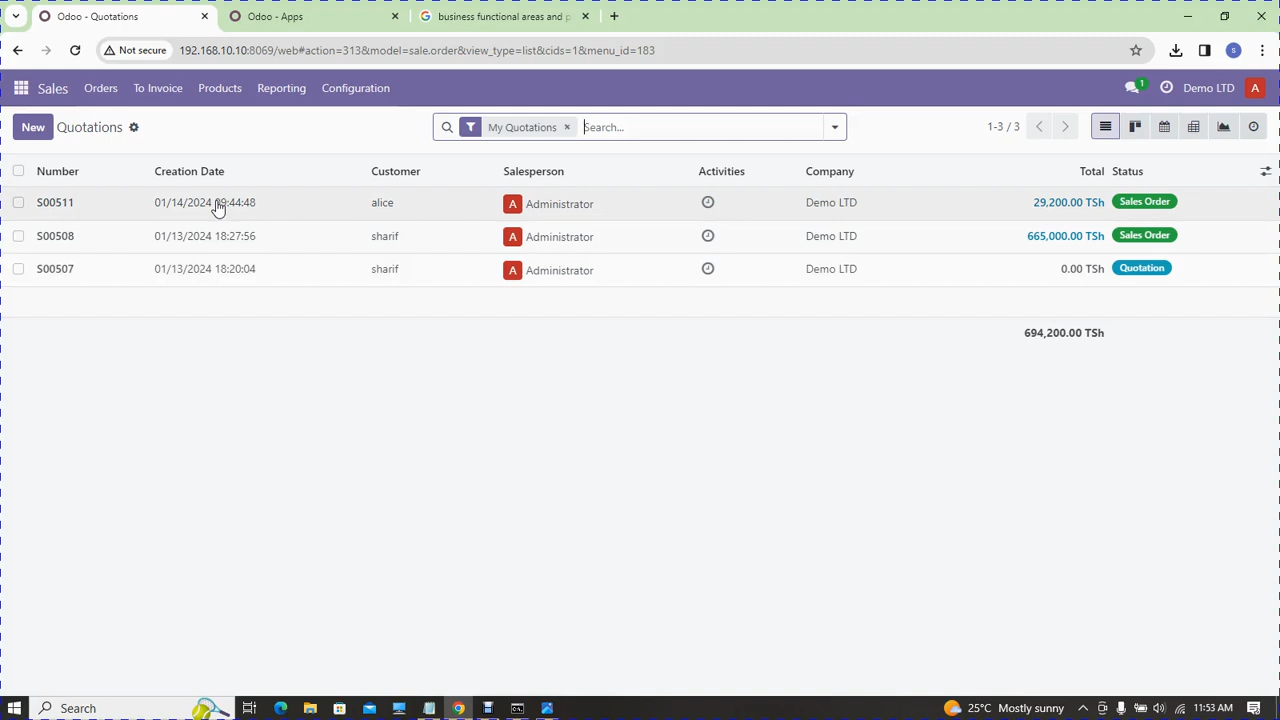 Odoo - Quotations
Odoo - Apps
business functional areas and p
Not secure
192.168.10.10:8069/web#action=313&model=sale.order&view_type=list&cids=1&menu_id=183
S
Sales Orders To Invoice Products Reporting Configuration
1
Demo LTD
A
New
Quotations
My Quotations
Search...
1-3 / 3
Number Creation Date Customer Salesperson Activities Company Total Status
S00511 01/14/2024 :44:48 alice A Administrator Demo LTD 29,200.00 TSh Sales Order
S00508 01/13/2024 18:27:56 sharif A Administrator Demo LTD 665,000.00 TSh Sales Order
S00507 01/13/2024 18:20:04 sharif A Administrator Demo LTD 0.00 TSh Quotation
694,200.00 TSh
Search
25°C Mostly sunny
11:53 AM